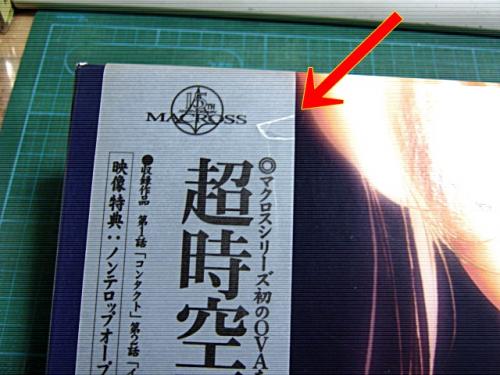 15TH
MACROSS
◎マクロスシリーズ初のOVA
超時空
●収録作品 第1話「コンタクト」第2話「
映像特典：ノンテロップオープ